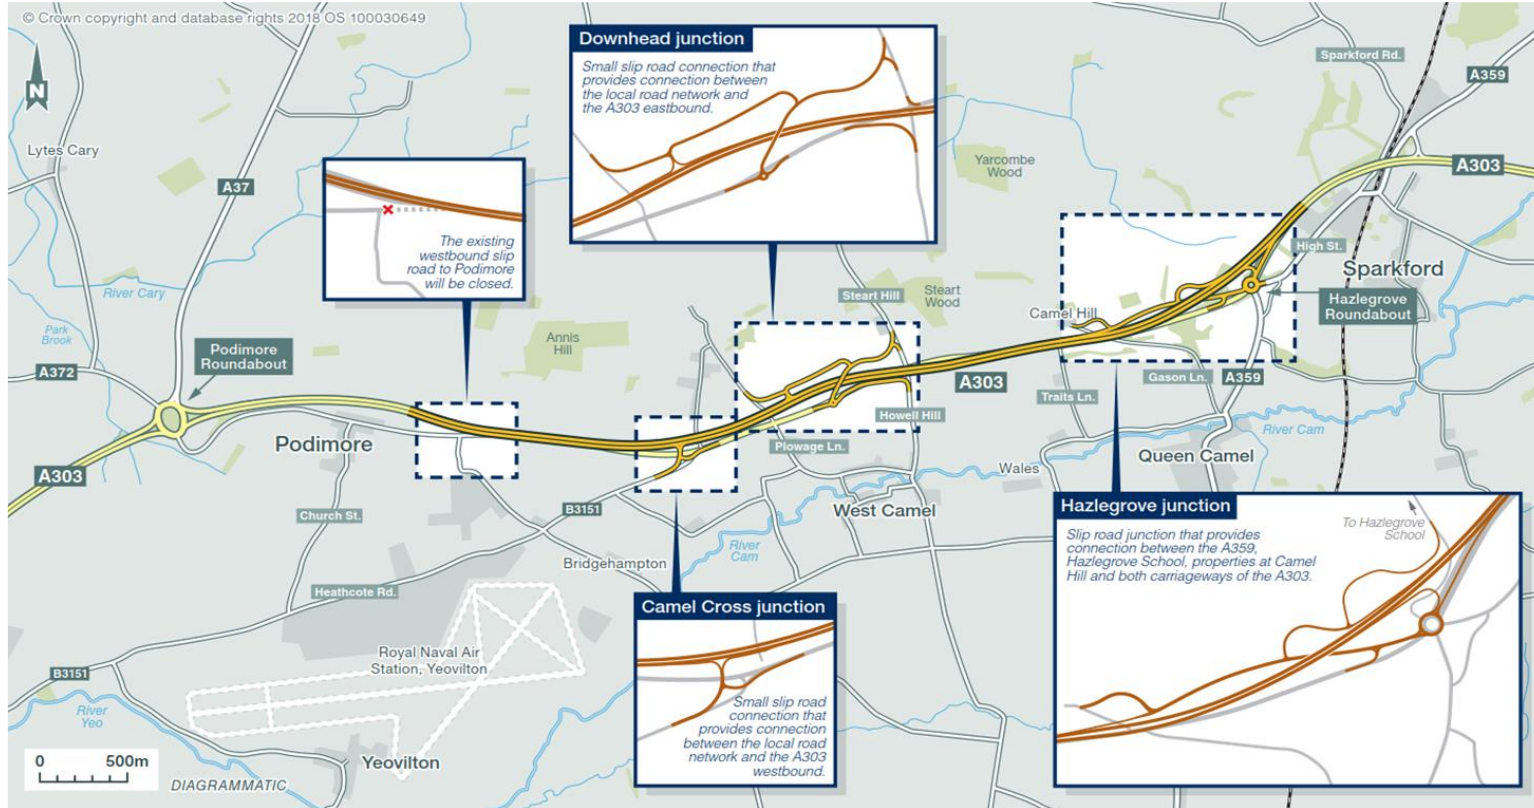 © Crown copyright and database rights 2018 OS 100030649
N
Lytes Cary
A37
River Cary
Park
Brook
A372
Podimore
Roundabout
A303
Podimore
Church St.
Heathcote Rd.
B3151
River
Yeo
0 500m
DIAGRAMMATIC
Yeovilton
Royal Naval Air
Station, Yeovilton
The existing
westbound slip
road to Podimore
will be closed.
Annis
Hill
B3151
Bridgehampton
River
Cam
Downhead junction
Small slip road connection that
provides connection between
the local road network and
the A303 eastbound.
Camel Cross junction
Small slip road
connection that
provides connection
between the local road
network and the A303
westbound.
Steart Hill
Steart
Wood
Yarcombe
Wood
Plowage Ln.
Howell Hill
West Camel
A303
Wales
Traits Ln.
Camel Hill
Gason Ln.
A359
Queen Camel
River Cam
High St.
Sparkford
Hazlegrove
Roundabout
Sparkford Rd.
A359
A303
Hazlegrove junction
Slip road junction that provides
connection between the A359,
Hazlegrove School, properties at Camel
Hill and both carriageways of the A303.
To Hazlegrove
School